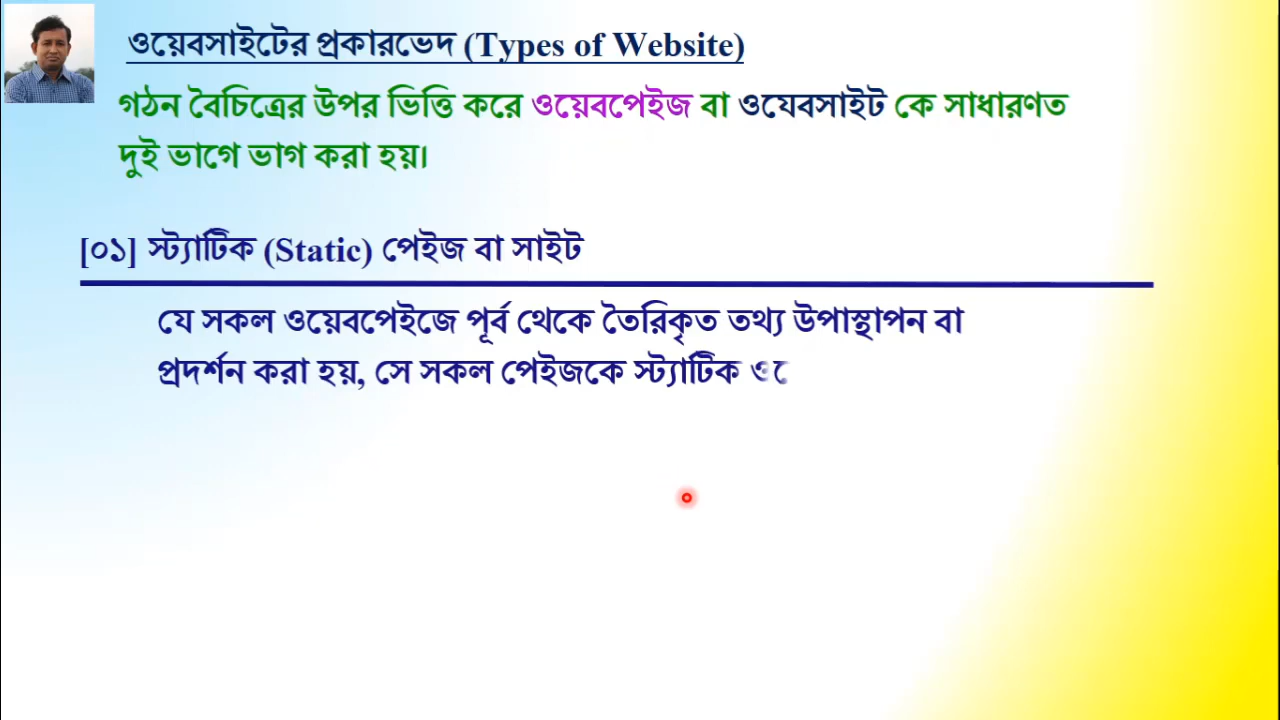 ওয়েবসাইটের প্রকারভেদ (Types of Website)
গঠন বৈচিত্রের উপর ভিত্তি করে ওয়েবপেইজ বা ওযেবসাইট কে সাধারণত
দুই ভাগে ভাগ করা হয়।
[০১] স্ট্যাটিক (Static) পেইজ বা সাইট
যে সকল ওয়েবপেইজে পূর্ব থেকে তৈরিকৃত তথ্য উপাস্থাপন বা
প্রদর্শন করা হয়, সে সকল পেইজকে স্ট্যাটিক